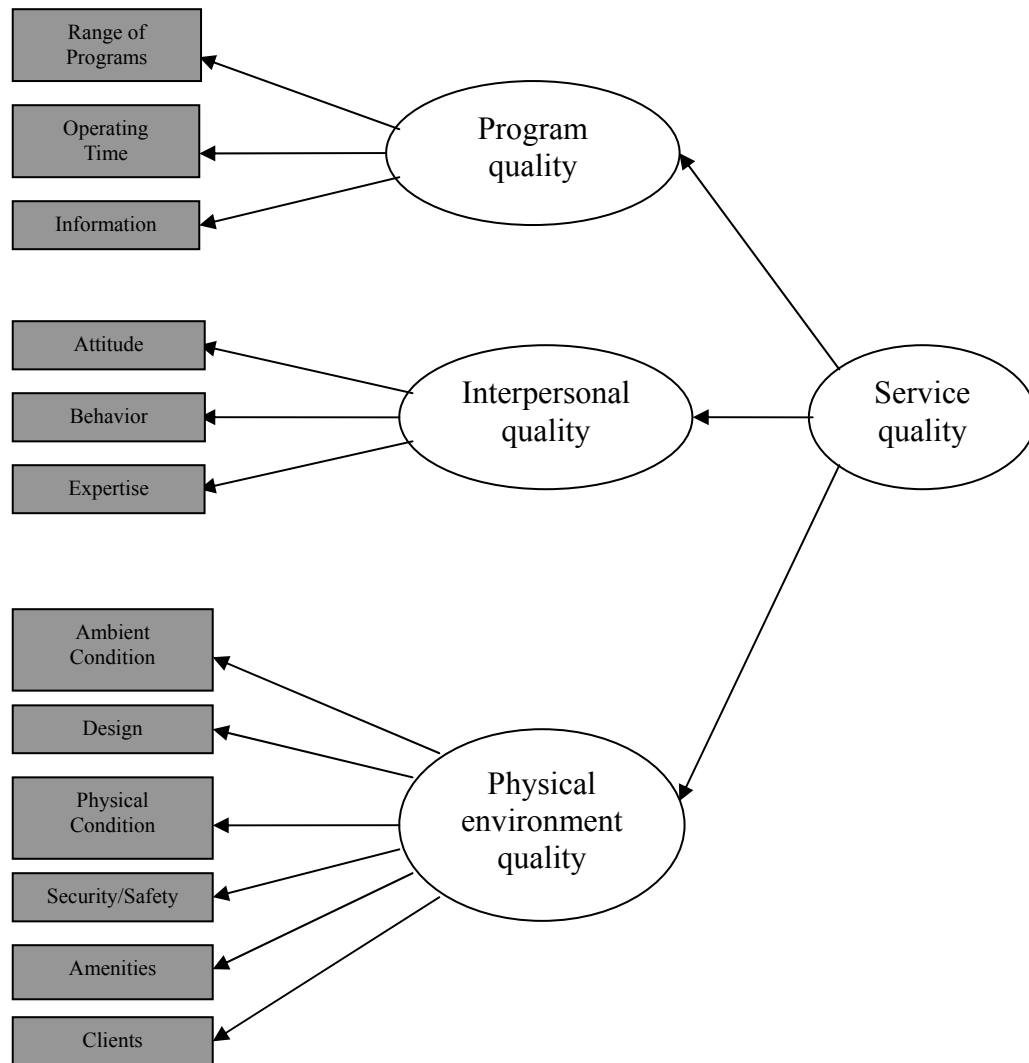 Range of
Programs
Operating
Time
Information
Program
quality
Attitude
Behavior
Expertise
Interpersonal
quality
Service
quality
Ambient
Condition
Design
Physical
Condition
Security/Safety
Amenities
Clients
Physical
environment
quality